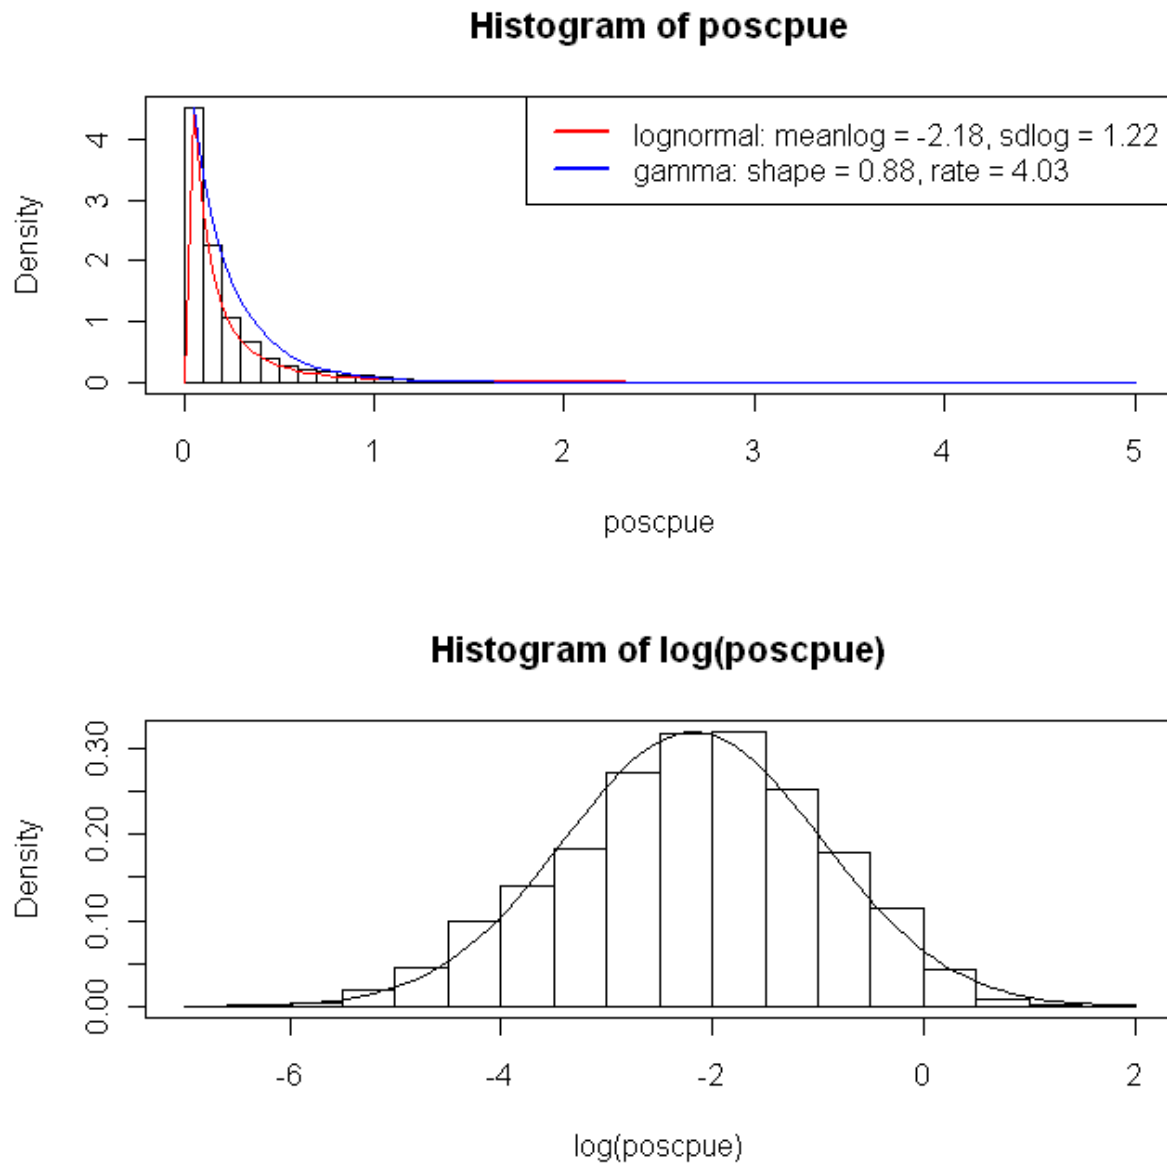 Histogram of poscpue
lognormal: meanlog = -2.18, sdlog = 1.22
gamma: shape = 0.88, rate = 4.03
Density
4
3
2
1
0
0 1 2 3 4 5
poscpue
Histogram of log(poscpue)
Density
0.30
0.20
0.10
0.00
-6 -4 -2 0 2
log(poscpue)